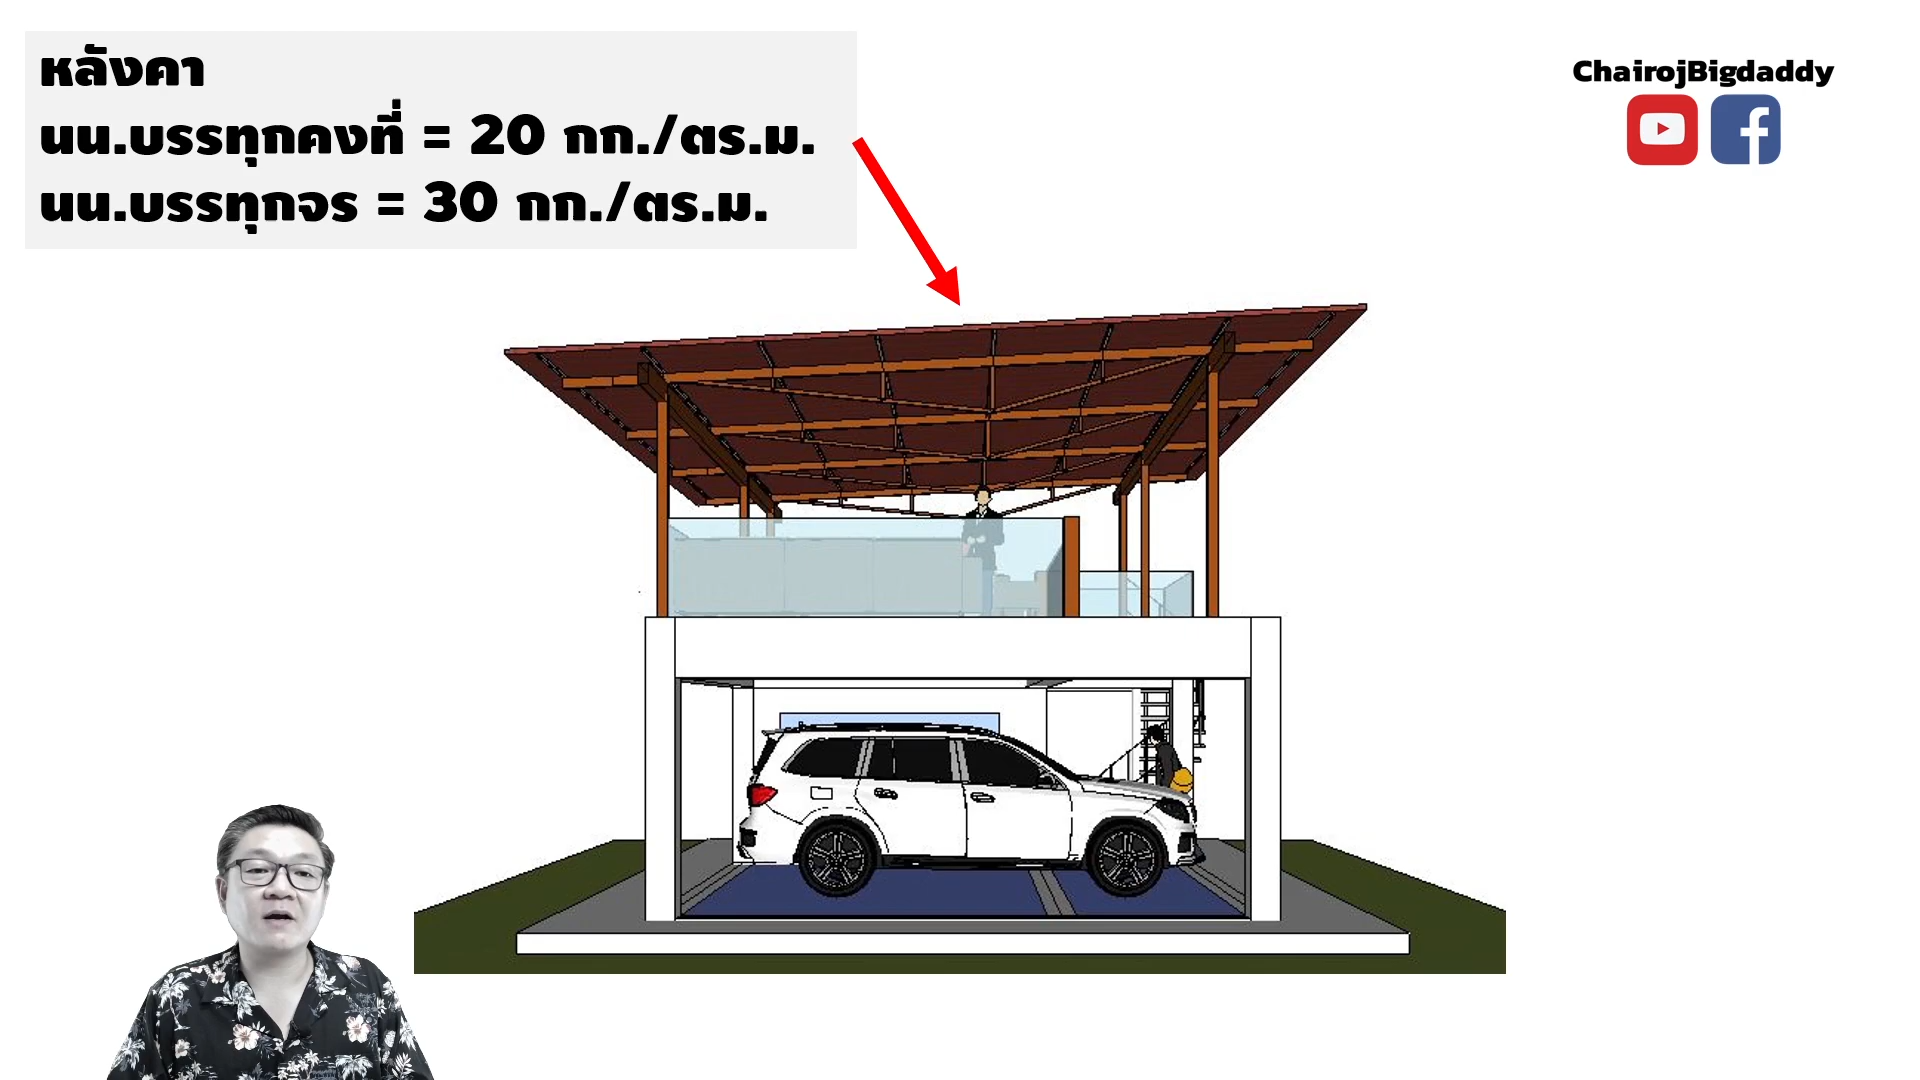 หลังคา
นน.บรรทุกคงที่ = 20 กก./ตร.ม.
นน.บรรทุกจร = 30 กก./ตร.ม.
ChairojBigdaddy